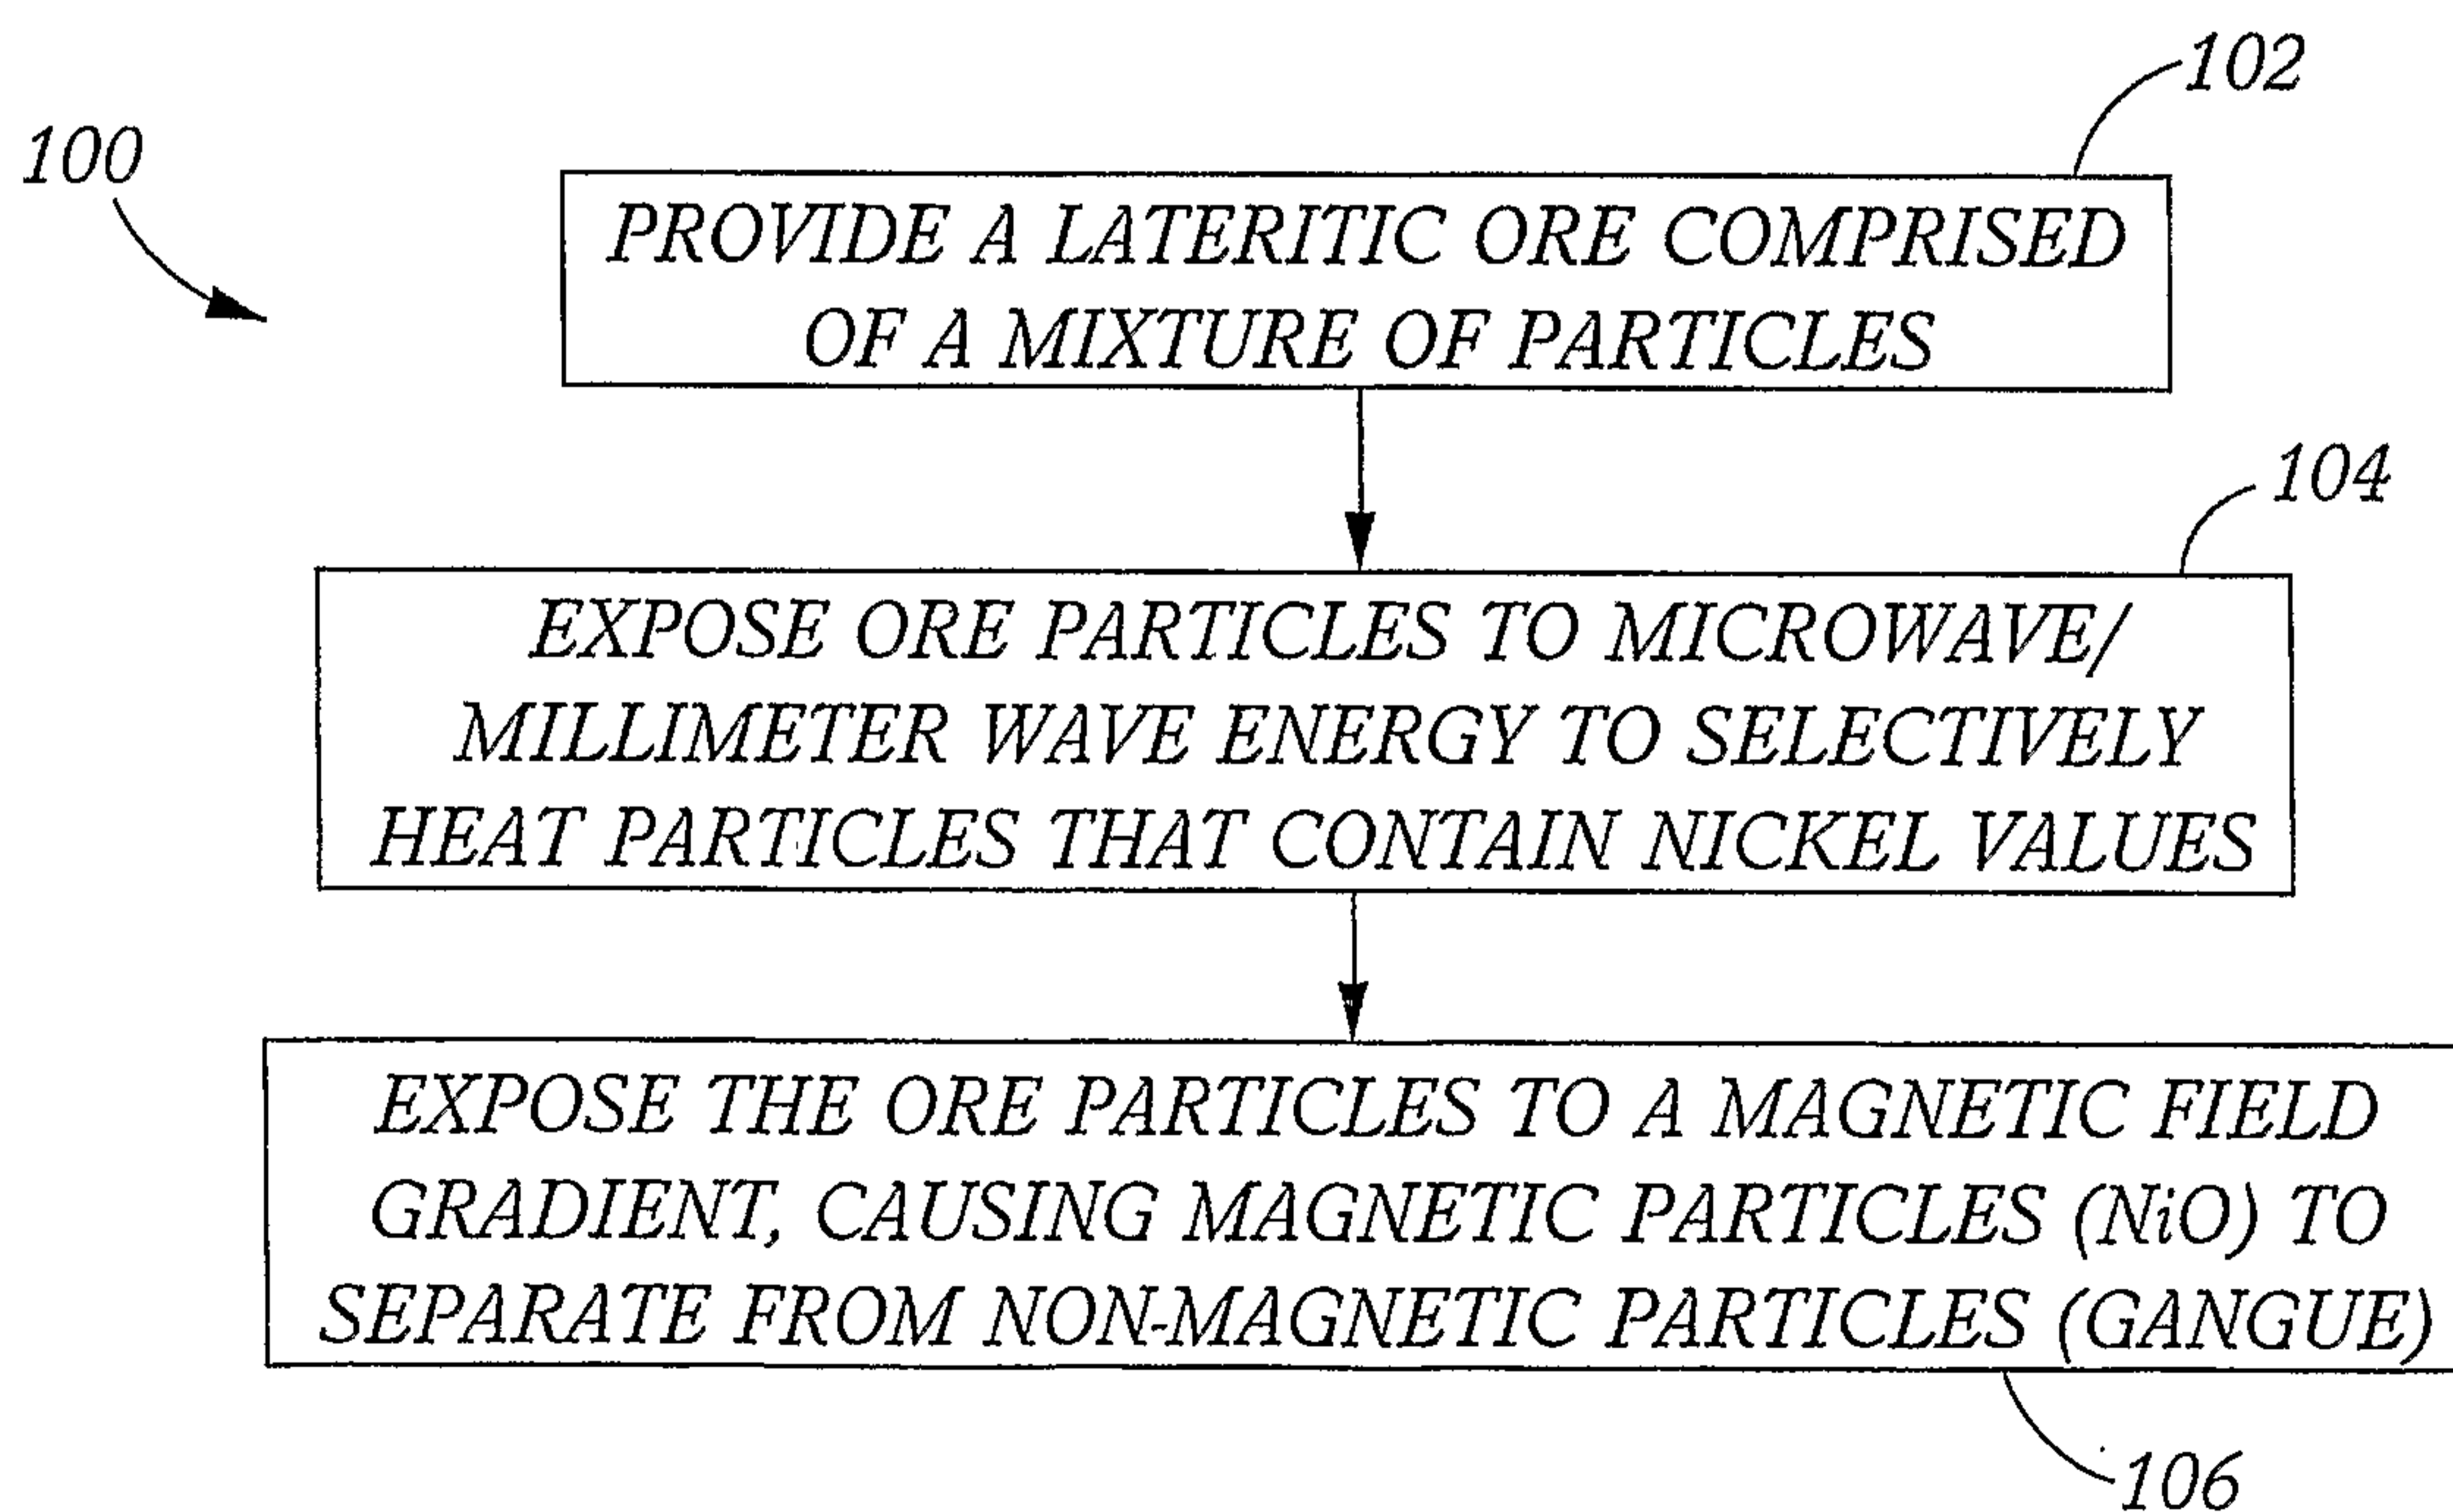 102
100
PROVIDE A LATERITIC ORE COMPRISED
OF A MIXTURE OF PARTICLES
104
EXPOSE ORE PARTICLES TO MICROWAVE/
MILLIMETER WAVE ENERGY TO SELECTIVELY
HEAT PARTICLES THAT CONTAIN NICKEL VALUES
EXPOSE THE ORE PARTICLES TO A MAGNETIC FIELD
GRADIENT, CAUSING MAGNETIC PARTICLES (NiO) TO
SEPARATE FROM NON-MAGNETIC PARTICLES (GANGUE)
106